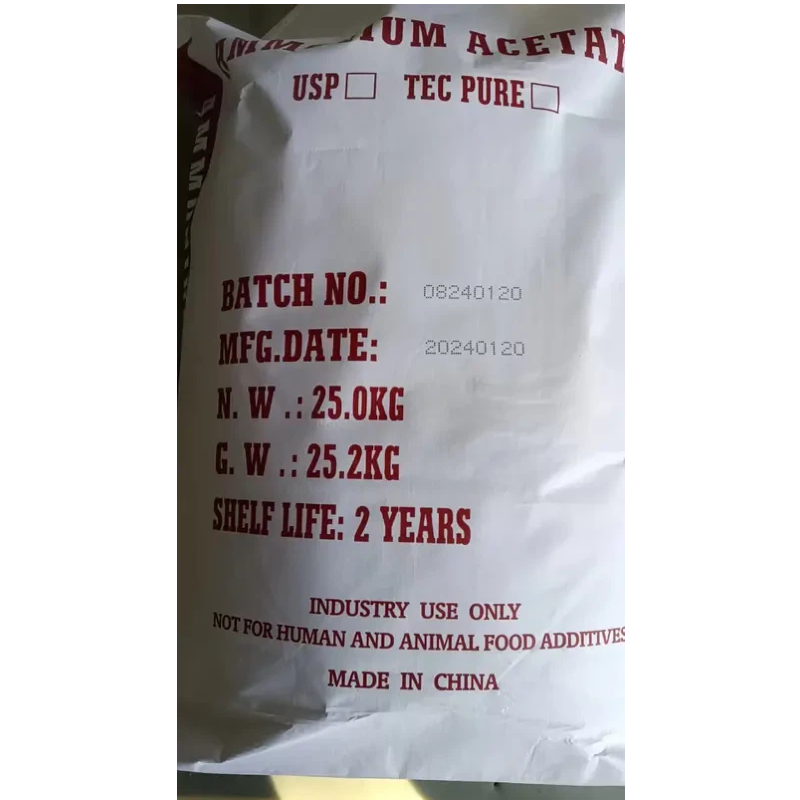 AMMONIUM ACETAT
USP□ TEC PURE□
BATCH NO.: 08240120
MFG.DATE: 20240120
N. W .: 25.0KG
G. W .: 25.2KG
SHELF LIFE: 2 YEARS
INDUSTRY USE ONLY
NOT FOR HUMAN AND ANIMAL FOOD ADDITIVES
MADE IN CHINA